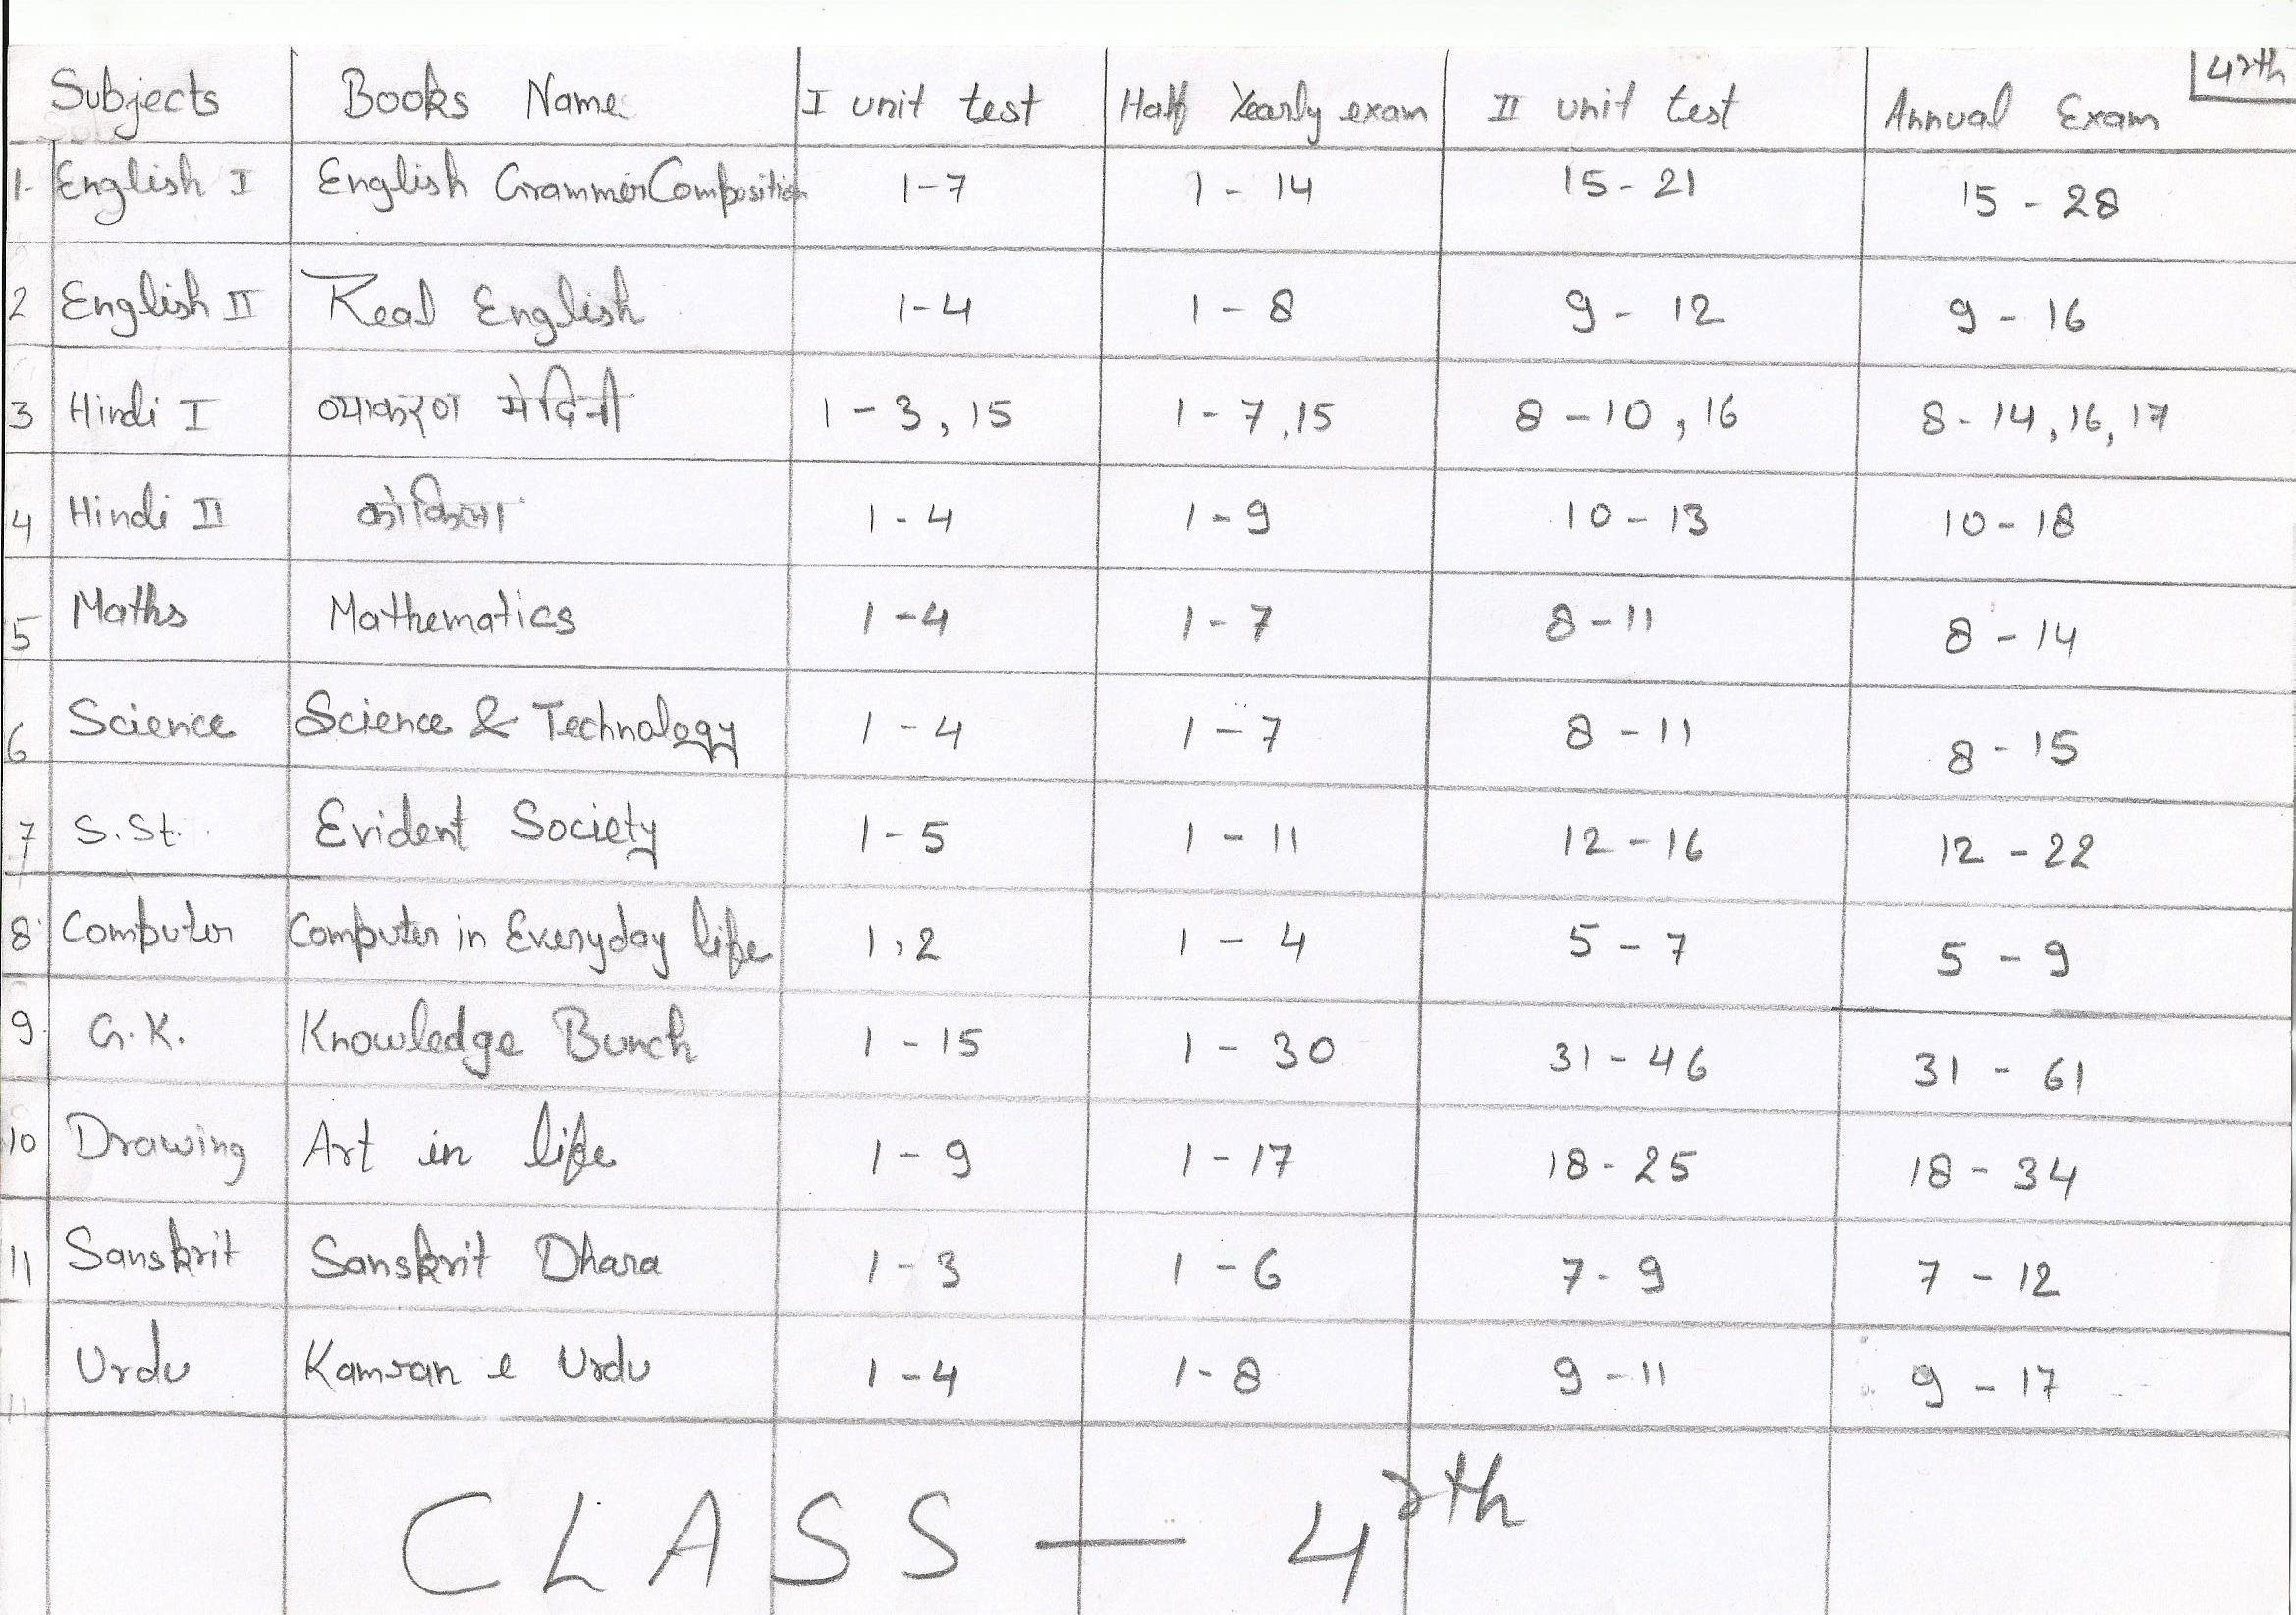 4rth
Subjects Books Name I unit test Half Yearly exam II unit test Annual Exam
1- English I English Grammer Composition 1-7 1 - 14 15 - 21 15 - 28
2 English II Real English 1-4 1 - 8 9 - 12 9 - 16
3 Hindi I व्याकरण मेदिनी 1 - 3, 15 1 - 7, 15 8 - 10, 16 8 - 14, 16, 17
4 Hindi II कोकिला 1 - 4 1 - 9 10 - 13 10 - 18
5 Maths Mathematics 1 - 4 1 - 7 8 - 11 8 - 14
6 Science Science & Technology 1 - 4 1 - 7 8 - 11 8 - 15
7 S.St. Evident Society 1 - 5 1 - 11 12 - 16 12 - 22
8 Computer Computer in Everyday life 1, 2 1 - 4 5 - 7 5 - 9
9. G.K. Knowledge Bunch 1 - 15 1 - 30 31 - 46 31 - 61
10 Drawing Art in life 1 - 9 1 - 17 18 - 25 18 - 34
11 Sanskrit Sanskrit Dhara 1 - 3 1 - 6 7 - 9 7 - 12
11 Urdu Kamran e Urdu 1 - 4 1 - 8 9 - 11 9 - 17
CLASS — 4rth